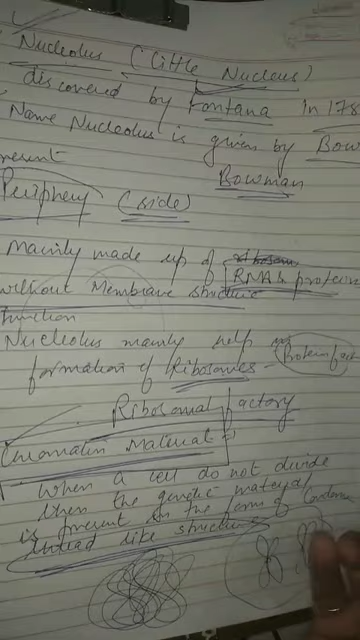 Nucleolus (Little Nucleus)
discovered by Fontana In 178
Name Nucleolus is given by Bow
Bowman
resent
Periphery (side)
Mainly made up of
RNA & protein
without Membrane structure
function
Nucleolus mainly help in
formation of Ribosomes - Protein fact
Ribosomal factory
Chromatin Material =)
When a cell do not divide
then the genetic material
is present in the form of
thread like structure